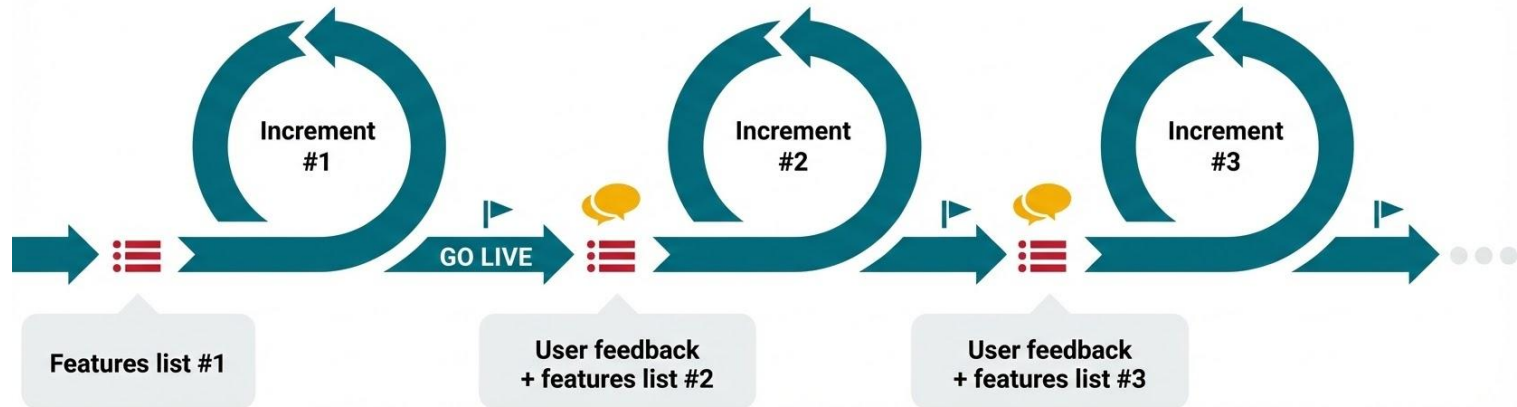 Increment
#1
Increment
#2
Increment
#3
GO LIVE
Features list #1
User feedback
+ features list #2
User feedback
+ features list #3